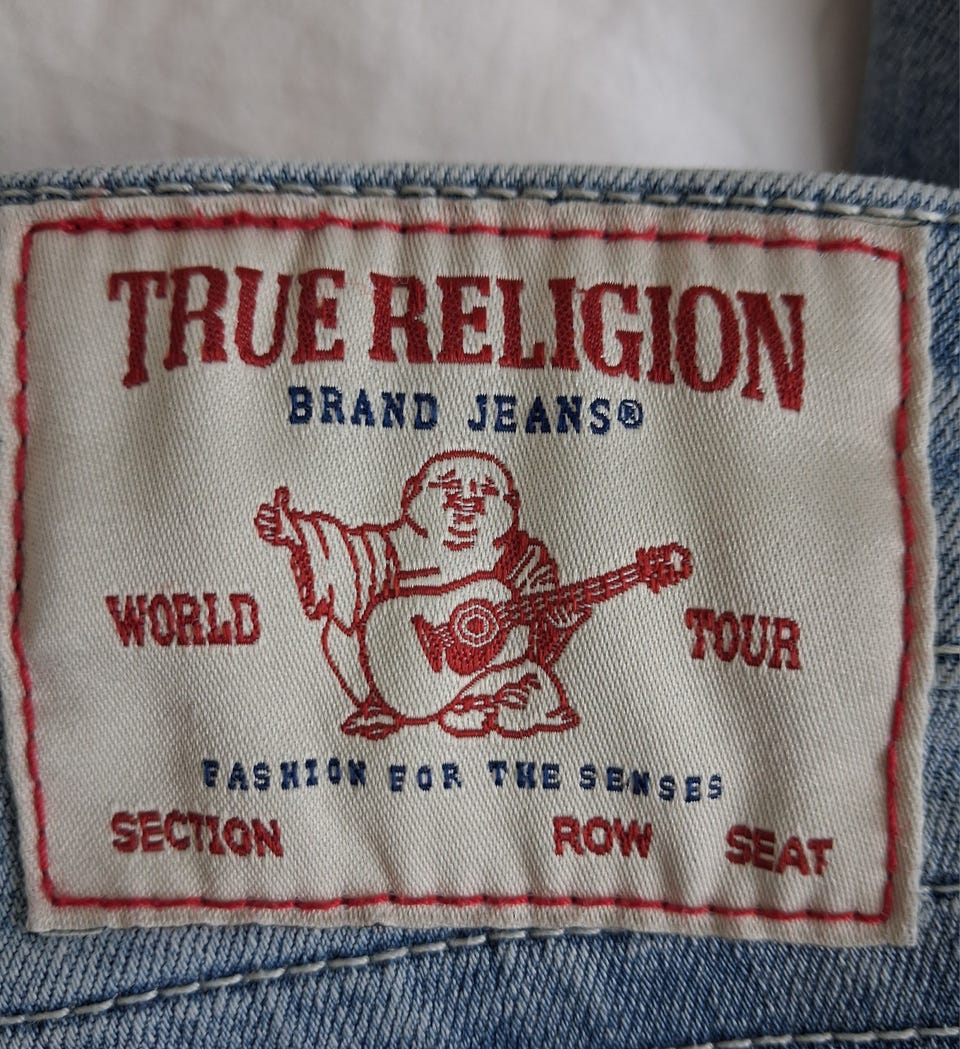 TRUE RELIGION
BRAND JEANS®
WORLD TOUR
FASHION FOR THE SENSES
SECTION ROW SEAT